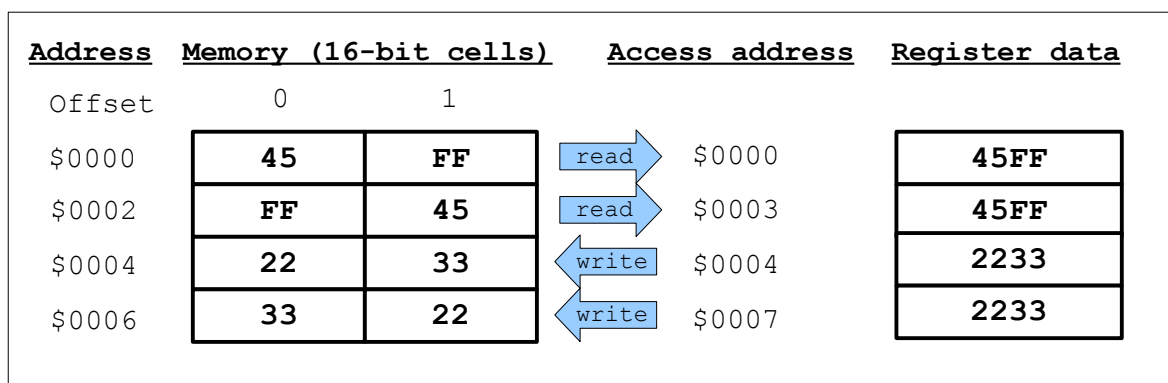 Address Memory (16-bit cells) Access address Register data
Offset 0 1
$0000 45 FF read $0000 45FF
$0002 FF 45 read $0003 45FF
$0004 22 33 write $0004 2233
$0006 33 22 write $0007 2233